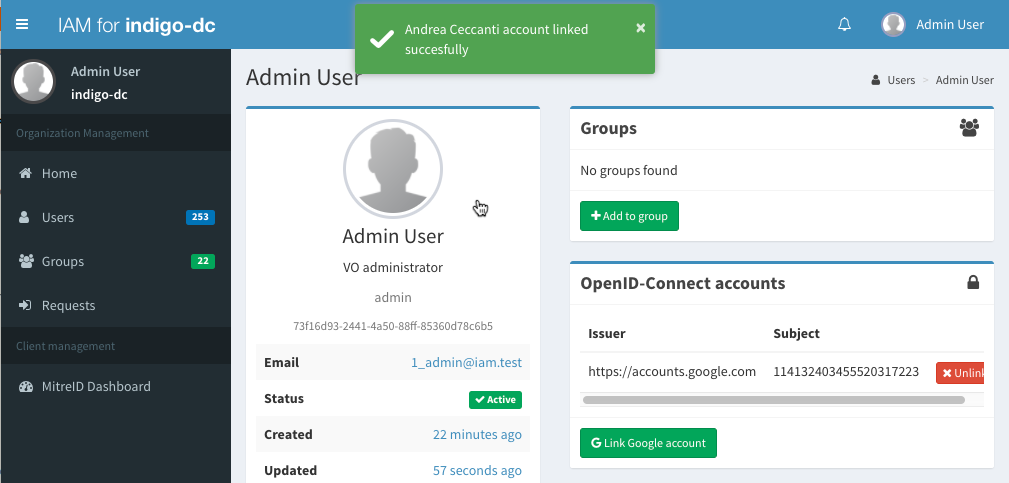 IAM for indigo-dc
Andrea Ceccanti account linked
succesfully
×
Admin User
Admin User
indigo-dc
Organization Management
Home
Users 253
Groups 22
Requests
Client management
MitreID Dashboard
Admin User
Users > Admin User
Admin User
VO administrator
admin
73f16d93-2441-4a50-88ff-85360d78c6b5
Email 1_admin@iam.test
Status Active
Created 22 minutes ago
Updated 57 seconds ago
Groups
No groups found
Add to group
OpenID-Connect accounts
Issuer Subject
https://accounts.google.com 114132403455520317223 Unlink
Link Google account